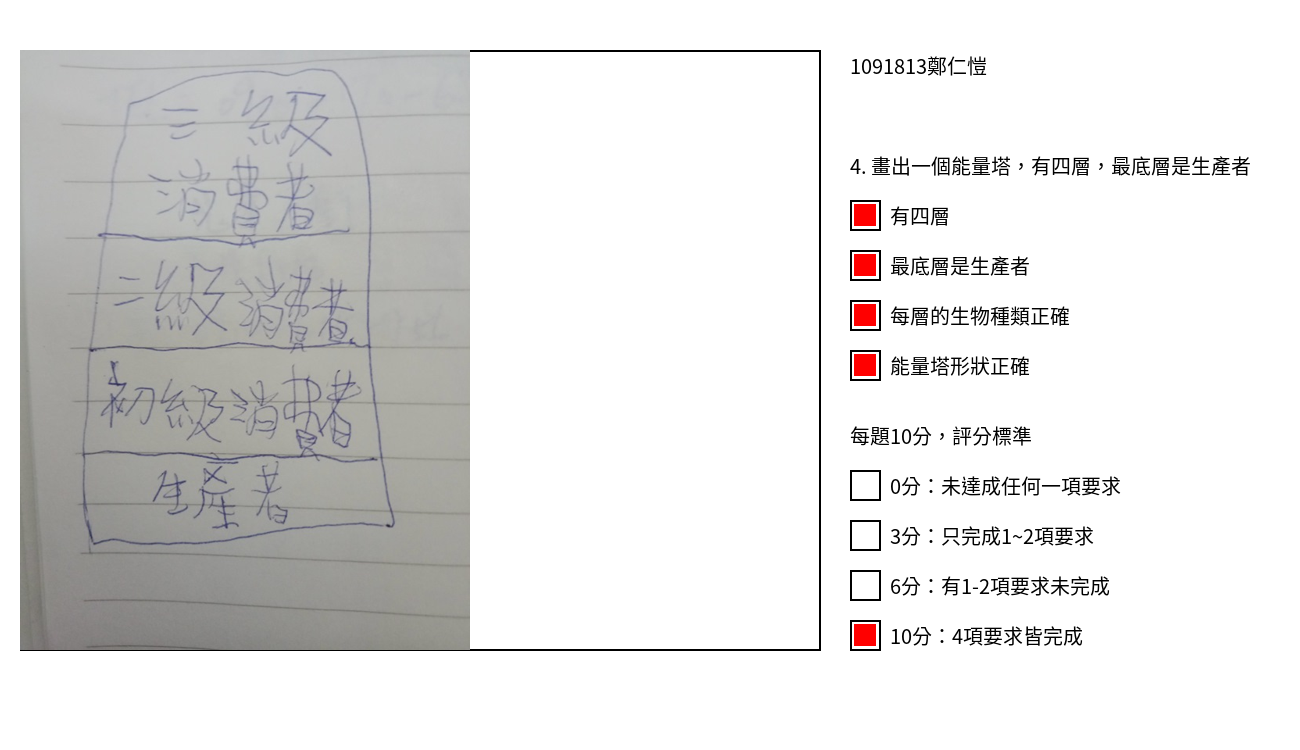 三級
消費者
二級消費者
初級消費者
生產者
1091813鄭仁愷
4. 畫出一個能量塔，有四層，最底層是生產者
有四層
最底層是生產者
每層的生物種類正確
能量塔形狀正確
每題10分，評分標準
0分：未達成任何一項要求
3分：只完成1~2項要求
6分：有1-2項要求未完成
10分：4項要求皆完成